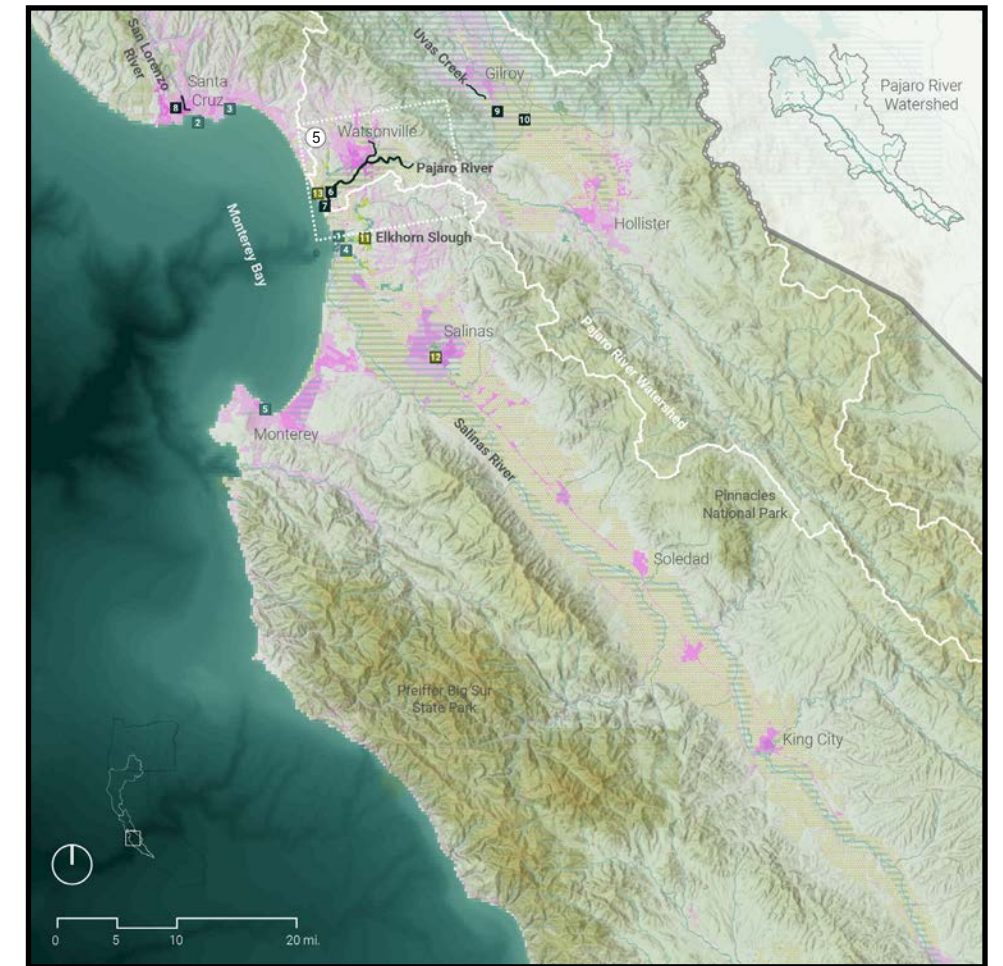 San Lorenzo
River
Santa
Cruz
8
3
2
Uvas Creek
Gilroy
9
10
Pajaro River
Watershed
5
Watsonville
Pajaro River
13
6
7
Hollister
Monterey Bay
1
11
Elkhorn Slough
4
Salinas
12
Pajaro River Watershed
5
Monterey
Salinas River
Pinnacles
National Park
Soledad
Pfeiffer Big Sur
State Park
King City
0
5
10
20 mi.